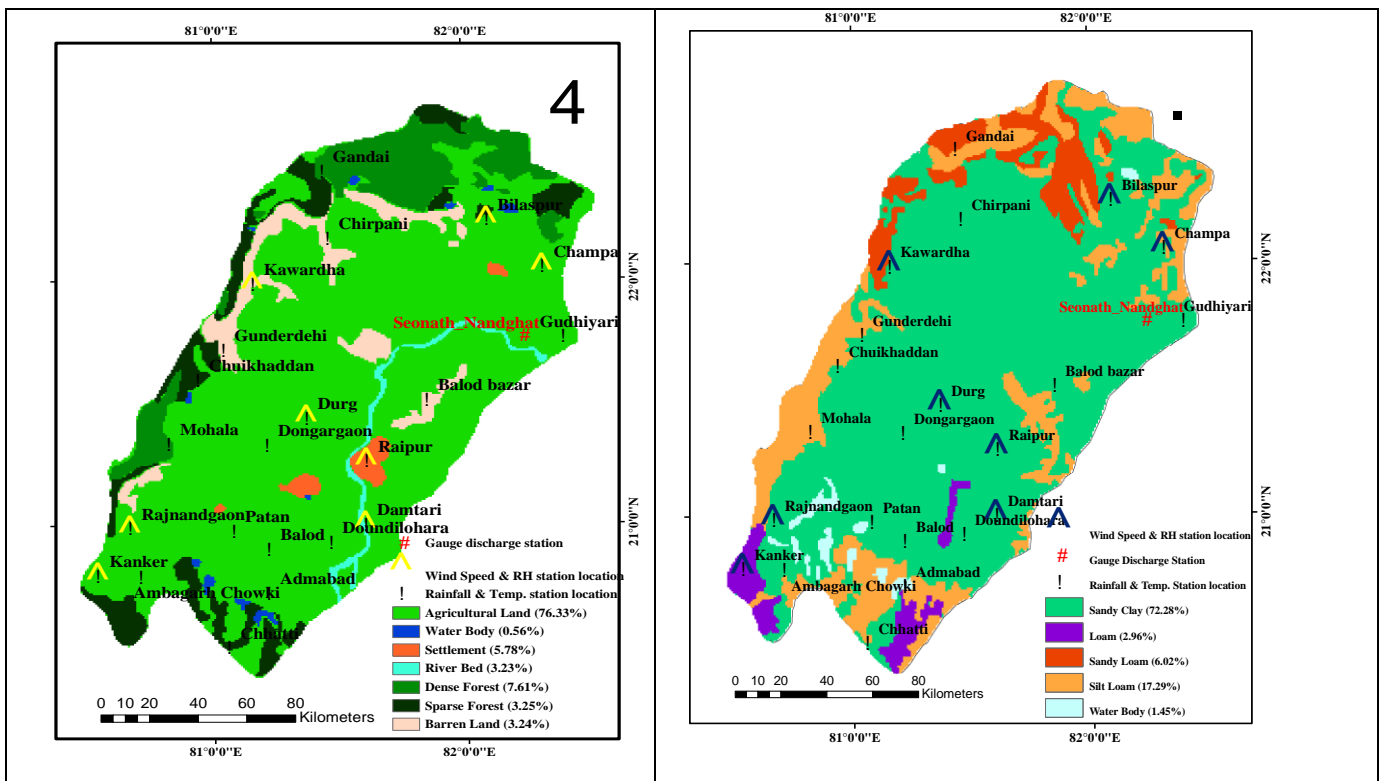 81°0'0"E
82°0'0"E
4
Gandai
Chirpani
Bilaspur
Champa
Kawardha
22°0'0"N
Seonath_Nandghat
Gudhiyari
Gunderdehi
Chuikhaddan
Balod bazar
Durg
Mohala
Dongargaon
Raipur
Rajnandgaon
Patan
Damtari
21°0'0"N
Balod
Doundilohara
Kanker
Admabad
Ambagarh Chowki
Chhatti
# Gauge discharge station
Wind Speed & RH station location
! Rainfall & Temp. station location
Agricultural Land (76.33%)
Water Body (0.56%)
Settlement (5.78%)
River Bed (3.23%)
Dense Forest (7.61%)
Sparse Forest (3.25%)
Barren Land (3.24%)
0 10 20 40 60 80
Kilometers
81°0'0"E
82°0'0"E
81°0'0"E
82°0'0"E
Gandai
Bilaspur
Chirpani
Champa
Kawardha
22°0'0"N
Seonath_Nandghat
Gudhiyari
Gunderdehi
Chuikhaddan
Balod bazar
Durg
Mohala
Dongargaon
Raipur
Rajnandgaon
Patan
Damtari
21°0'0"N
Balod
Doundilohara
Kanker
Admabad
Ambagarh Chowki
Chhatti
Wind Speed & RH station location
# Gauge Discharge Station
! Rainfall & Temp. Station location
Sandy Clay (72.28%)
Loam (2.96%)
Sandy Loam (6.02%)
Silt Loam (17.29%)
Water Body (1.45%)
0 10 20 40 60 80
Kilometers
81°0'0"E
82°0'0"E